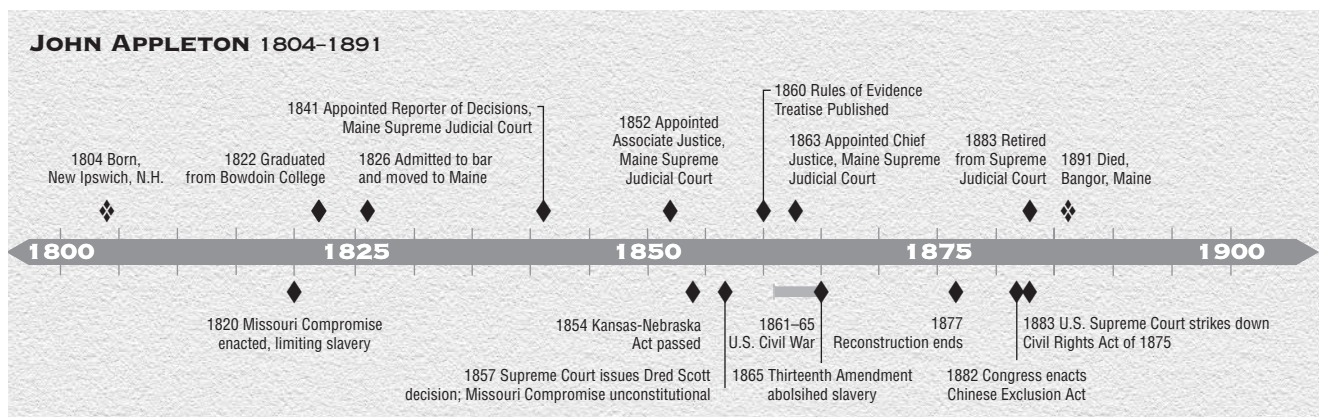 JOHN APPLETON 1804–1891
1804 Born,
New Ipswich, N.H.
1822 Graduated
from Bowdoin College
1826 Admitted to bar
and moved to Maine
1841 Appointed Reporter of Decisions,
Maine Supreme Judicial Court
1852 Appointed
Associate Justice,
Maine Supreme
Judicial Court
1860 Rules of Evidence
Treatise Published
1863 Appointed Chief
Justice, Maine Supreme
Judicial Court
1883 Retired
from Supreme
Judicial Court
1891 Died,
Bangor, Maine
1800 1825 1850 1875 1900
1820 Missouri Compromise
enacted, limiting slavery
1854 Kansas-Nebraska
Act passed
1857 Supreme Court issues Dred Scott
decision; Missouri Compromise unconstitutional
1861–65
U.S. Civil War
1865 Thirteenth Amendment
abolsihed slavery
1877
Reconstruction ends
1882 Congress enacts
Chinese Exclusion Act
1883 U.S. Supreme Court strikes down
Civil Rights Act of 1875